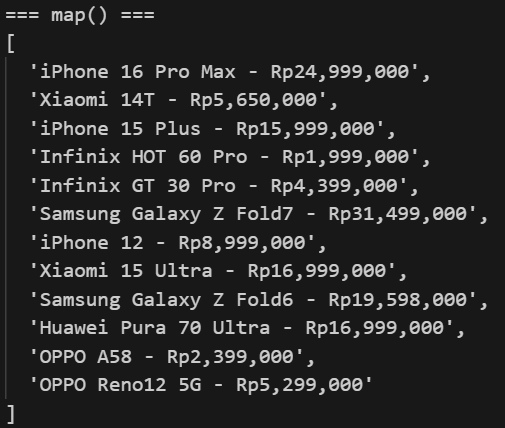 === map() ===
[
'iPhone 16 Pro Max - Rp24,999,000',
'Xiaomi 14T - Rp5,650,000',
'iPhone 15 Plus - Rp15,999,000',
'Infinix HOT 60 Pro - Rp1,999,000',
'Infinix GT 30 Pro - Rp4,399,000',
'Samsung Galaxy Z Fold7 - Rp31,499,000',
'iPhone 12 - Rp8,999,000',
'Xiaomi 15 Ultra - Rp16,999,000',
'Samsung Galaxy Z Fold6 - Rp19,598,000',
'Huawei Pura 70 Ultra - Rp16,999,000',
'OPPO A58 - Rp2,399,000',
'OPPO Reno12 5G - Rp5,299,000'
]